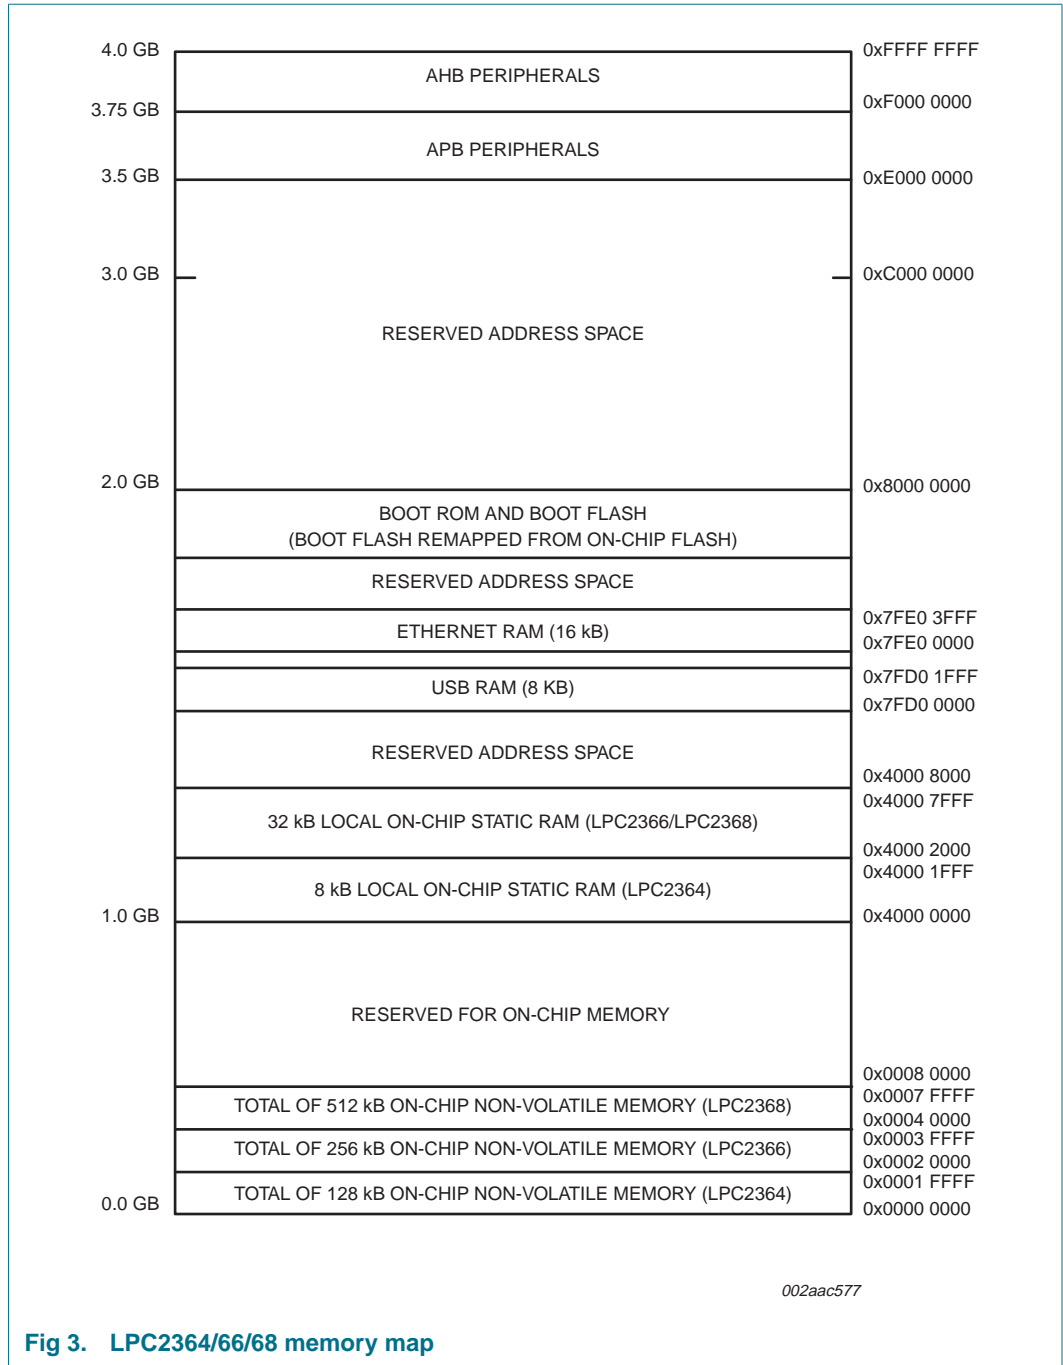 4.0 GB
0xFFFF FFFF
AHB PERIPHERALS
3.75 GB
0xF000 0000
APB PERIPHERALS
3.5 GB
0xE000 0000
3.0 GB
0xC000 0000
RESERVED ADDRESS SPACE
2.0 GB
0x8000 0000
BOOT ROM AND BOOT FLASH
(BOOT FLASH REMAPPED FROM ON-CHIP FLASH)
RESERVED ADDRESS SPACE
0x7FE0 3FFF
ETHERNET RAM (16 kB)
0x7FE0 0000
0x7FD0 1FFF
USB RAM (8 KB)
0x7FD0 0000
RESERVED ADDRESS SPACE
0x4000 8000
0x4000 7FFF
32 kB LOCAL ON-CHIP STATIC RAM (LPC2366/LPC2368)
0x4000 2000
0x4000 1FFF
8 kB LOCAL ON-CHIP STATIC RAM (LPC2364)
1.0 GB
0x4000 0000
RESERVED FOR ON-CHIP MEMORY
0x0008 0000
0x0007 FFFF
TOTAL OF 512 kB ON-CHIP NON-VOLATILE MEMORY (LPC2368)
0x0004 0000
0x0003 FFFF
TOTAL OF 256 kB ON-CHIP NON-VOLATILE MEMORY (LPC2366)
0x0002 0000
0x0001 FFFF
TOTAL OF 128 kB ON-CHIP NON-VOLATILE MEMORY (LPC2364)
0.0 GB
0x0000 0000
002aac577
Fig 3. LPC2364/66/68 memory map